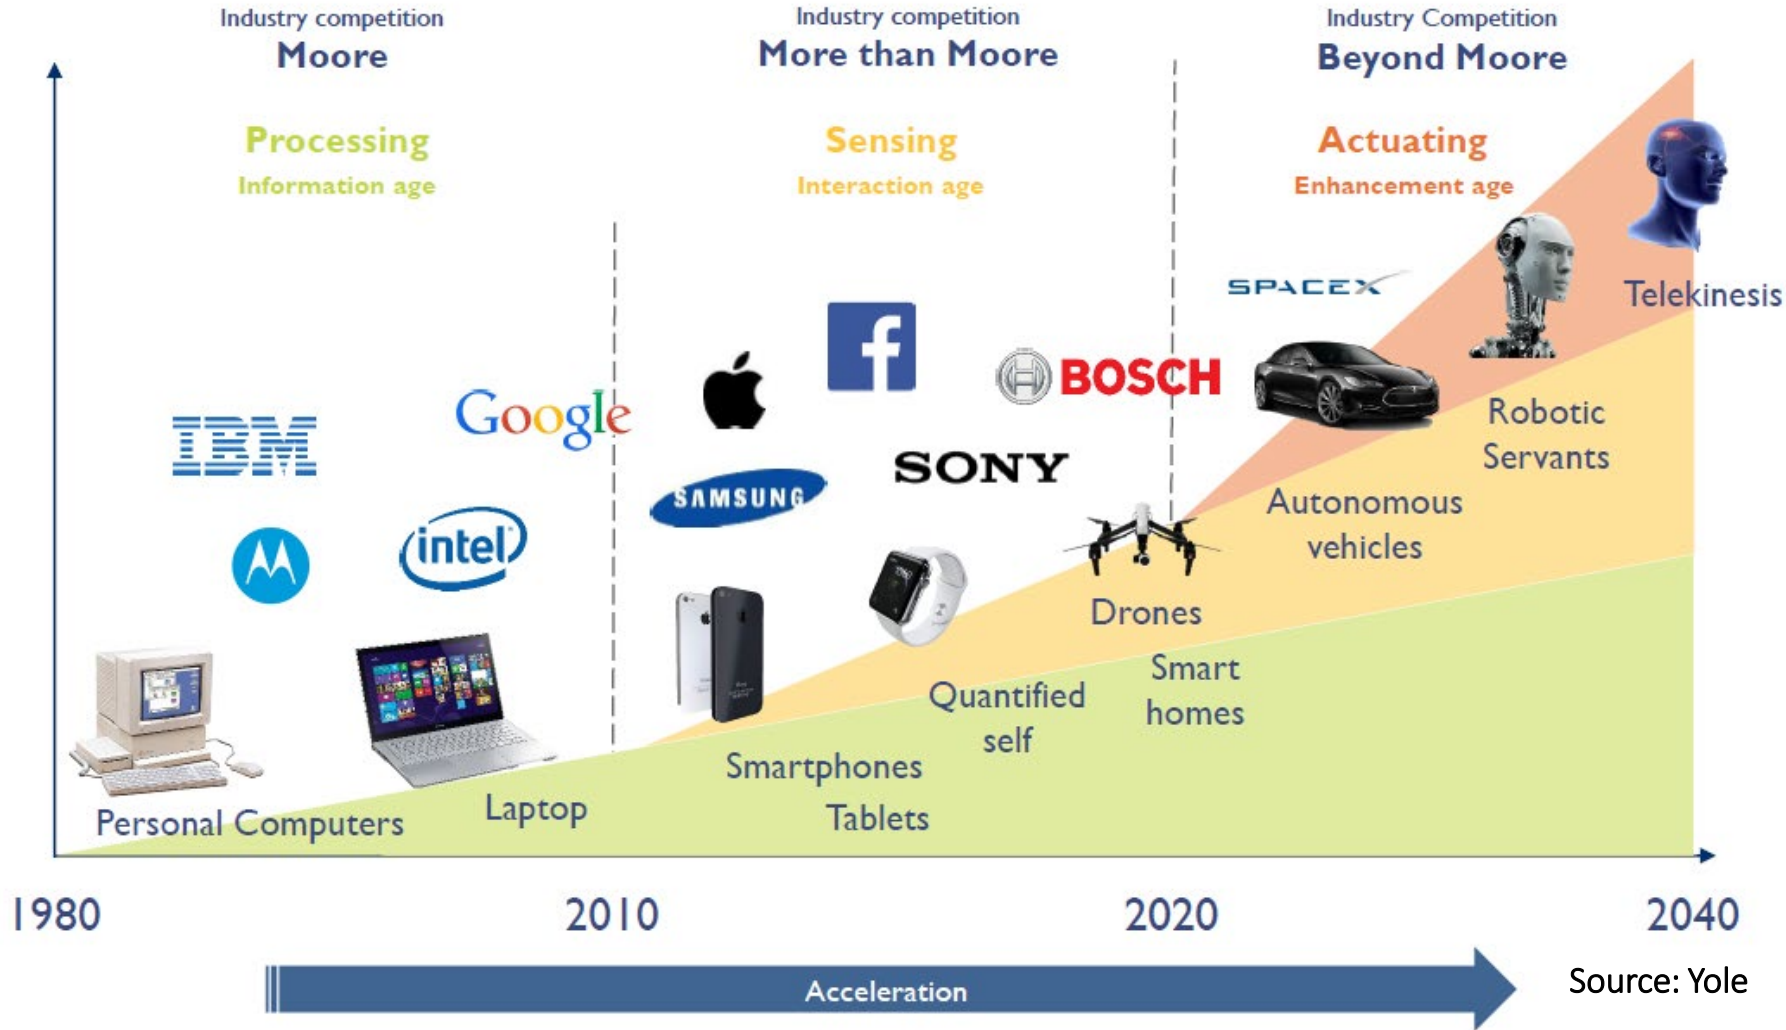 Industry competition
Moore
Processing
Information age
Industry competition
More than Moore
Sensing
Interaction age
Industry Competition
Beyond Moore
Actuating
Enhancement age
IBM
Google
intel
SAMSUNG
SONY
BOSCH
SPACEX
Personal Computers
Laptop
Smartphones
Tablets
Quantified
self
Drones
Smart
homes
Autonomous
vehicles
Robotic
Servants
Telekinesis
1980
2010
2020
2040
Acceleration
Source: Yole